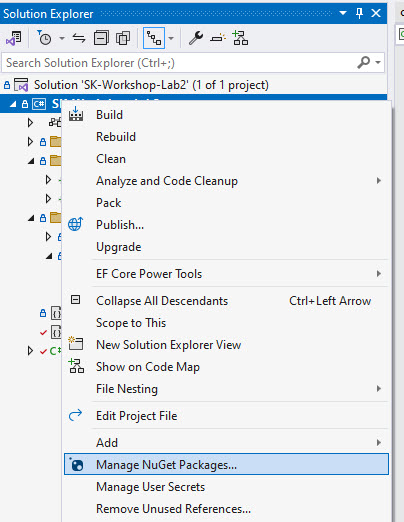 Solution Explorer
Search Solution Explorer (Ctrl+;)
Solution 'SK-Workshop-Lab2' (1 of 1 project)
Build
Rebuild
Clean
Analyze and Code Cleanup
Pack
Publish...
Upgrade
EF Core Power Tools
Collapse All Descendants Ctrl+Left Arrow
Scope to This
New Solution Explorer View
Show on Code Map
File Nesting
Edit Project File
Add
Manage NuGet Packages...
Manage User Secrets
Remove Unused References...